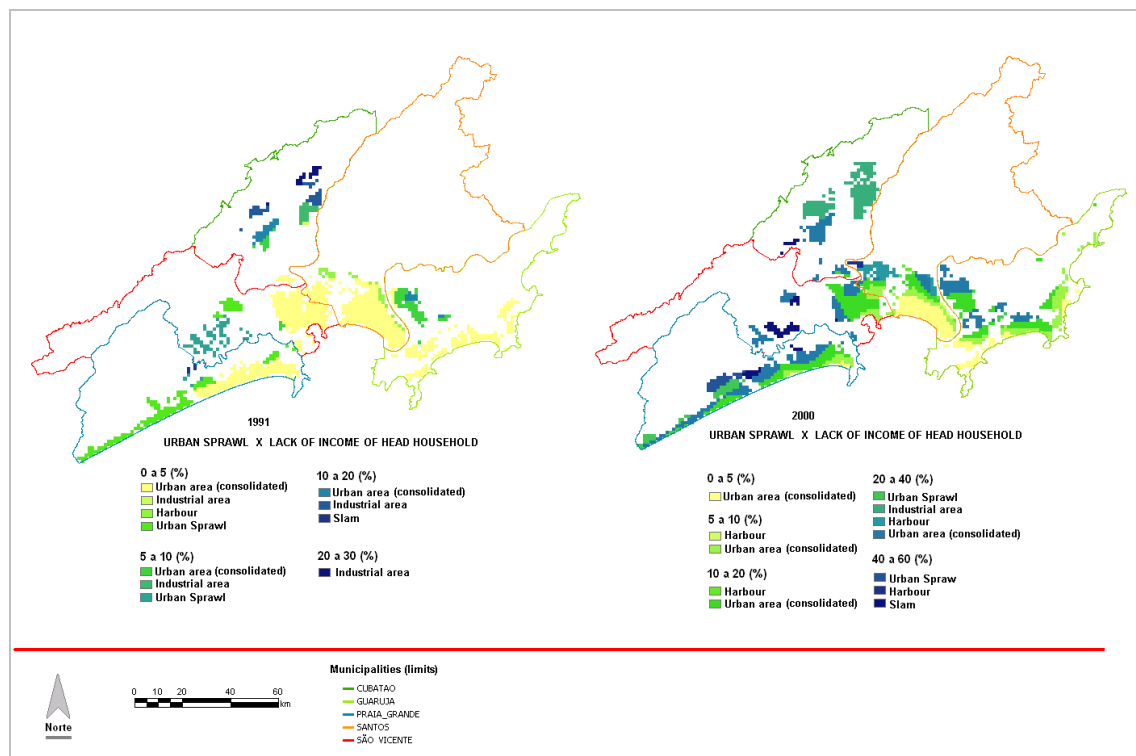 1991
URBAN SPRAWL X LACK OF INCOME OF HEAD HOUSEHOLD
0 a 5 (%)
Urban area (consolidated)
Industrial area
Harbour
Urban Sprawl
5 a 10 (%)
Urban area (consolidated)
Industrial area
Urban Sprawl
10 a 20 (%)
Urban area (consolidated)
Industrial area
Slam
20 a 30 (%)
Industrial area
2000
URBAN SPRAWL X LACK OF INCOME OF HEAD HOUSEHOLD
0 a 5 (%)
Urban area (consolidated)
5 a 10 (%)
Harbour
Urban area (consolidated)
10 a 20 (%)
Harbour
Urban area (consolidated)
20 a 40 (%)
Urban Sprawl
Industrial area
Harbour
Urban area (consolidated)
40 a 60 (%)
Urban Spraw
Harbour
Slam
Norte
0 10 20 40 60
km
Municipalities (limits)
CUBATAO
GUARUJA
PRAIA_GRANDE
SANTOS
SÃO VICENTE